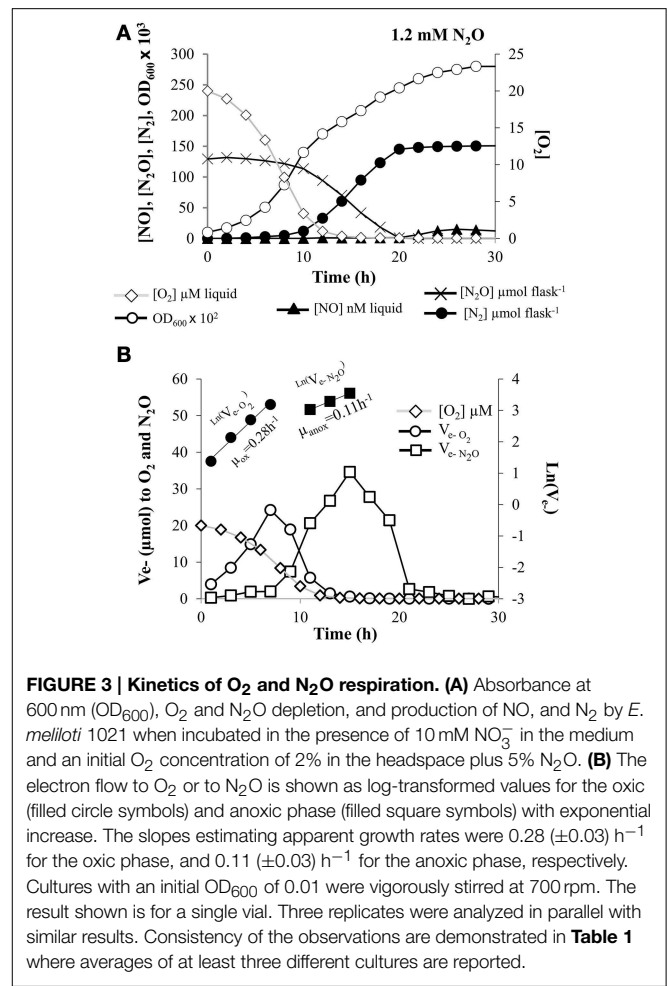 A
1.2 mM N₂O
[NO], [N₂O], [N₂], OD₆₀₀ x 10³
300
250
200
150
100
50
0
25
20
15
10
5
0
[O₂]
0 10 20 30
Time (h)
[O₂] µM liquid
OD₆₀₀ x 10²
[NO] nM liquid
[N₂O] µmol flask⁻¹
[N₂] µmol flask⁻¹
B
Ve- (µmol) to O₂ and N₂O
60
50
40
30
20
10
0
Ln(Vₑ₋O₂)
µox=0.28h⁻¹
Ln(Vₑ₋N₂O)
µanox=0.11h⁻¹
[O₂] µM
Vₑ₋O₂
Vₑ₋N₂O
4
3
2
1
0
-1
-2
-3
Ln(Vₑ-)
0 10 20 30
Time (h)
FIGURE 3 | Kinetics of O₂ and N₂O respiration. (A) Absorbance at
600 nm (OD₆₀₀), O₂ and N₂O depletion, and production of NO, and N₂ by E.
meliloti 1021 when incubated in the presence of 10 mM NO₃⁻ in the medium
and an initial O₂ concentration of 2% in the headspace plus 5% N₂O. (B) The
electron flow to O₂ or to N₂O is shown as log-transformed values for the oxic
(filled circle symbols) and anoxic phase (filled square symbols) with exponential
increase. The slopes estimating apparent growth rates were 0.28 (±0.03) h⁻¹
for the oxic phase, and 0.11 (±0.03) h⁻¹ for the anoxic phase, respectively.
Cultures with an initial OD₆₀₀ of 0.01 were vigorously stirred at 700 rpm. The
result shown is for a single vial. Three replicates were analyzed in parallel with
similar results. Consistency of the observations are demonstrated in Table 1
where averages of at least three different cultures are reported.